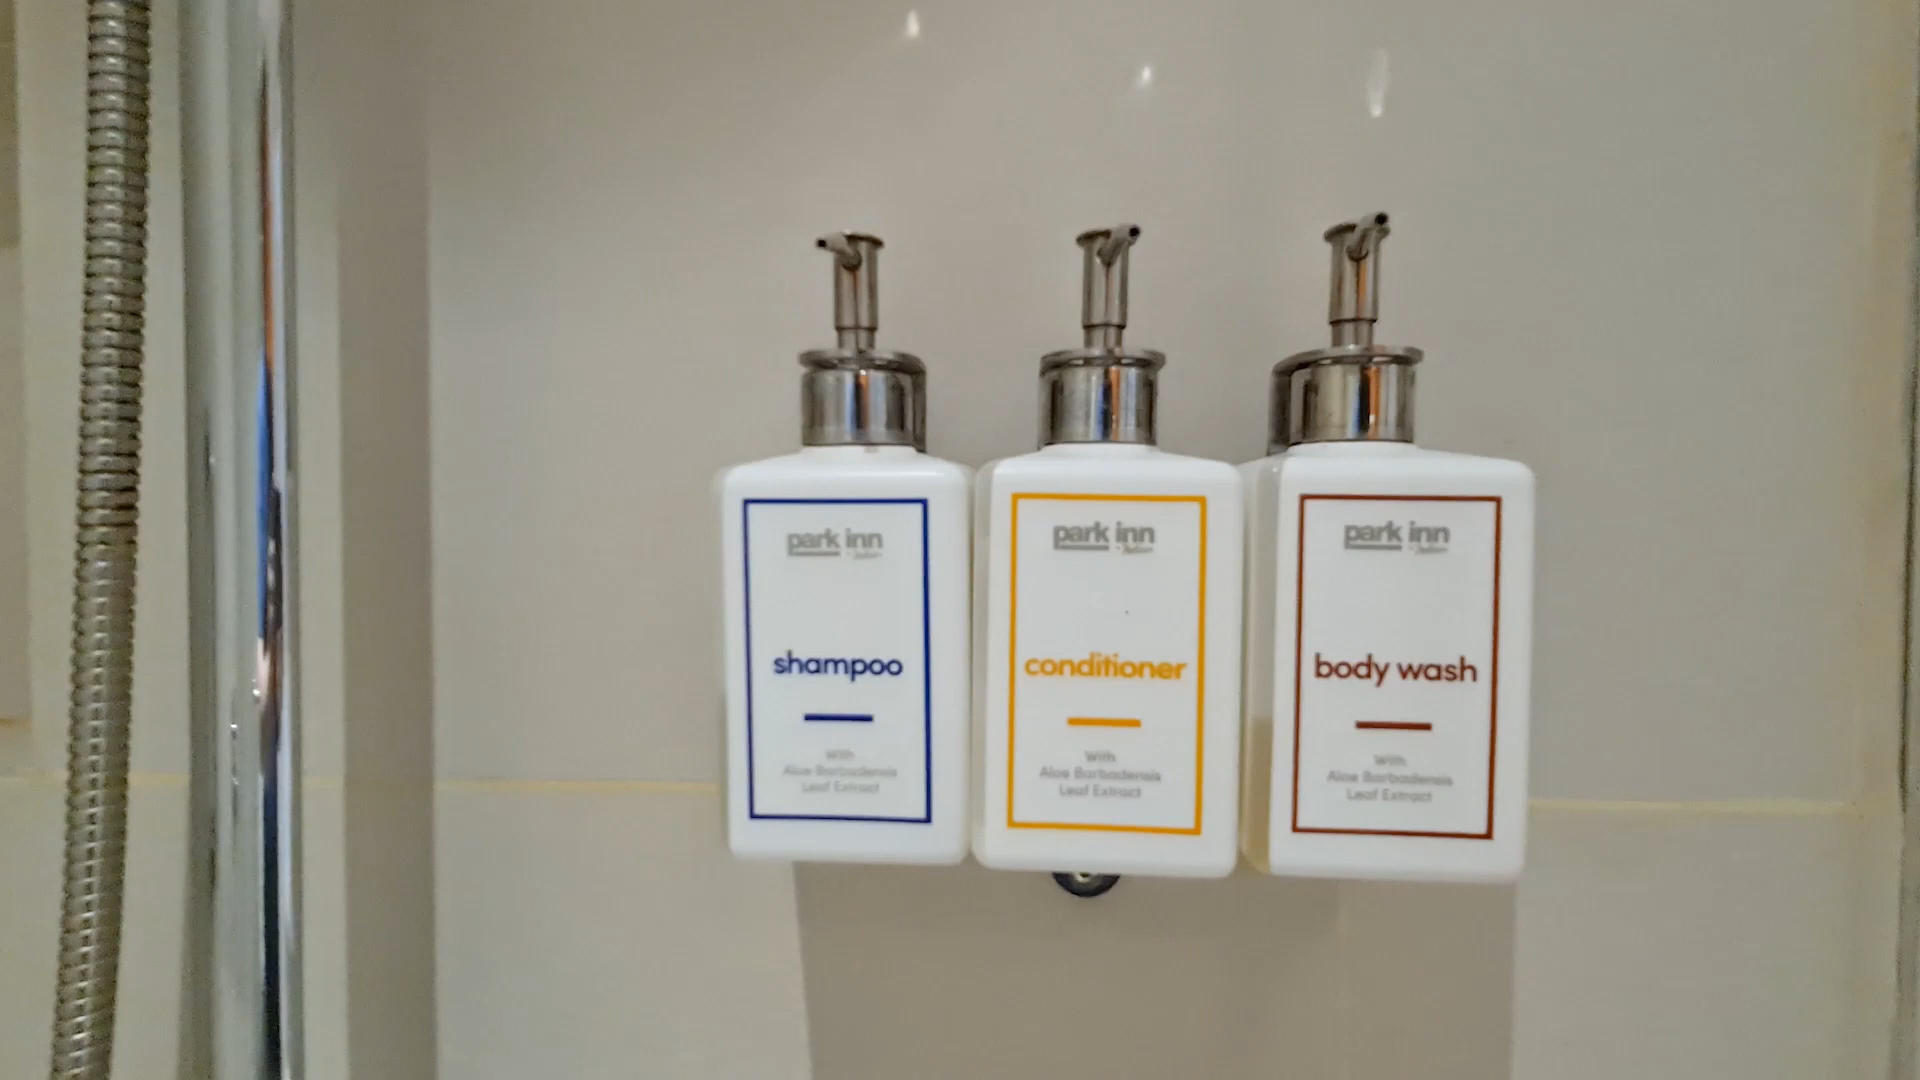 park inn
shampoo
With
Aloe Barbadensis
Leaf Extract
park inn
conditioner
With
Aloe Barbadensis
Leaf Extract
park inn
body wash
With
Aloe Barbadensis
Leaf Extract